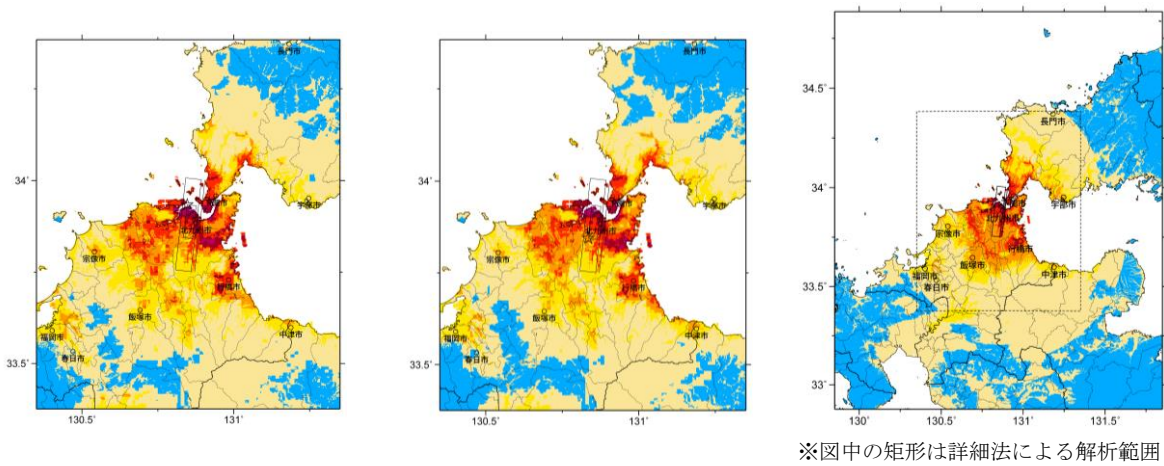 長門市
34°
宇部市
北九州市
宗像市
行橋市
飯塚市
福岡市
中津市
春日市
33.5°
130.5°
131°
長門市
34°
宇部市
北九州市
宗像市
行橋市
飯塚市
福岡市
中津市
春日市
33.5°
130.5°
131°
34.5°
長門市
34°
宇部市
北九州市
宗像市
行橋市
飯塚市
福岡市
中津市
春日市
33.5°
33°
130°
130.5°
131°
131.5°
※図中の矩形は詳細法による解析範囲